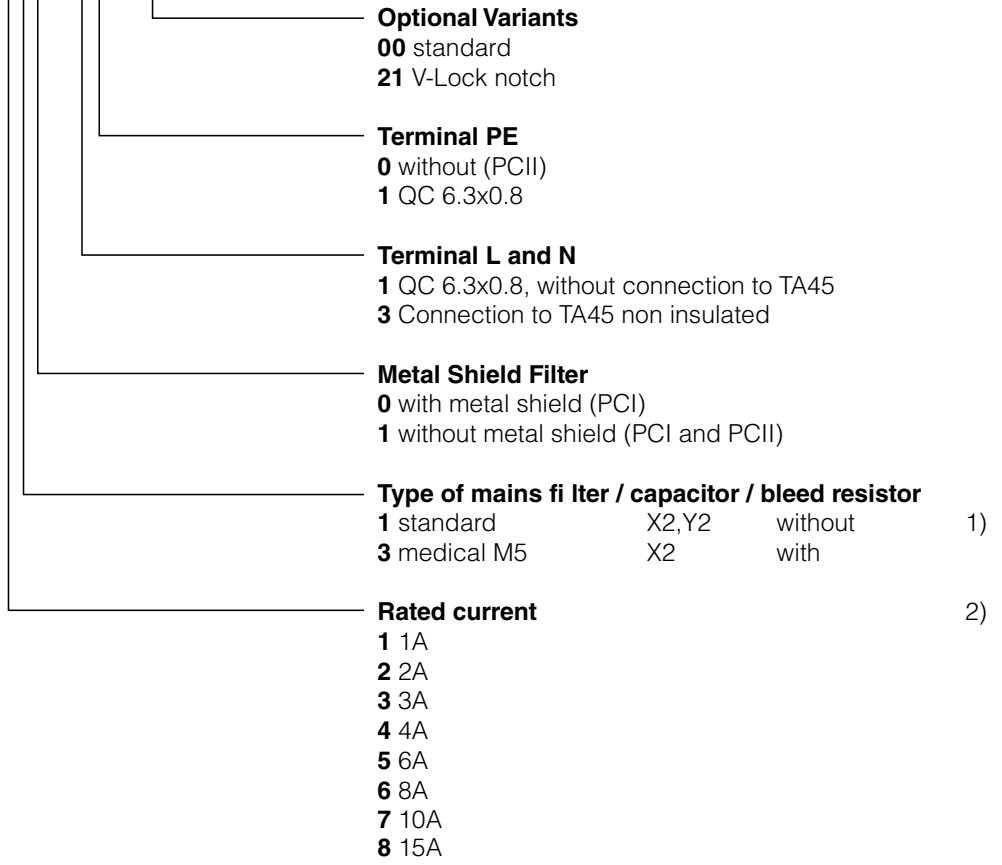 Optional Variants
00 standard
21 V-Lock notch
Terminal PE
0 without (PCII)
1 QC 6.3x0.8
Terminal L and N
1 QC 6.3x0.8, without connection to TA45
3 Connection to TA45 non insulated
Metal Shield Filter
0 with metal shield (PCI)
1 without metal shield (PCI and PCII)
Type of mains fi lter / capacitor / bleed resistor
1 standard X2,Y2 without 1)
3 medical M5 X2 with
Rated current 2)
1 1A
2 2A
3 3A
4 4A
5 6A
6 8A
7 10A
8 15A